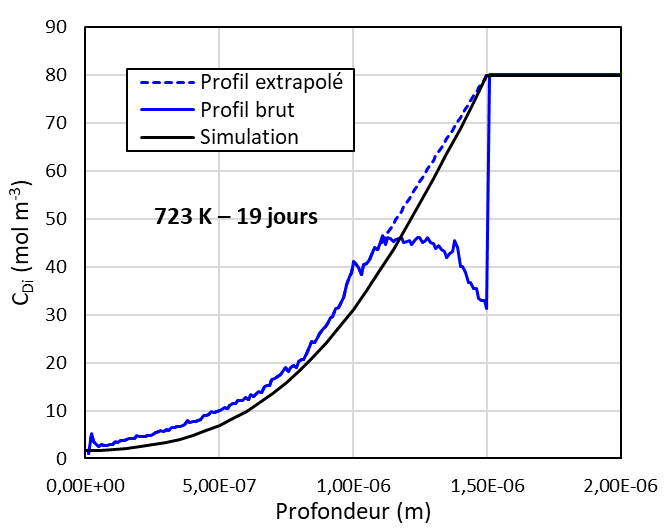 90
80
70
60
50
40
30
20
10
0
C_Di (mol m⁻³)
Profil extrapolé
Profil brut
Simulation
723 K – 19 jours
0,00E+00 5,00E-07 1,00E-06 1,50E-06 2,00E-06
Profondeur (m)